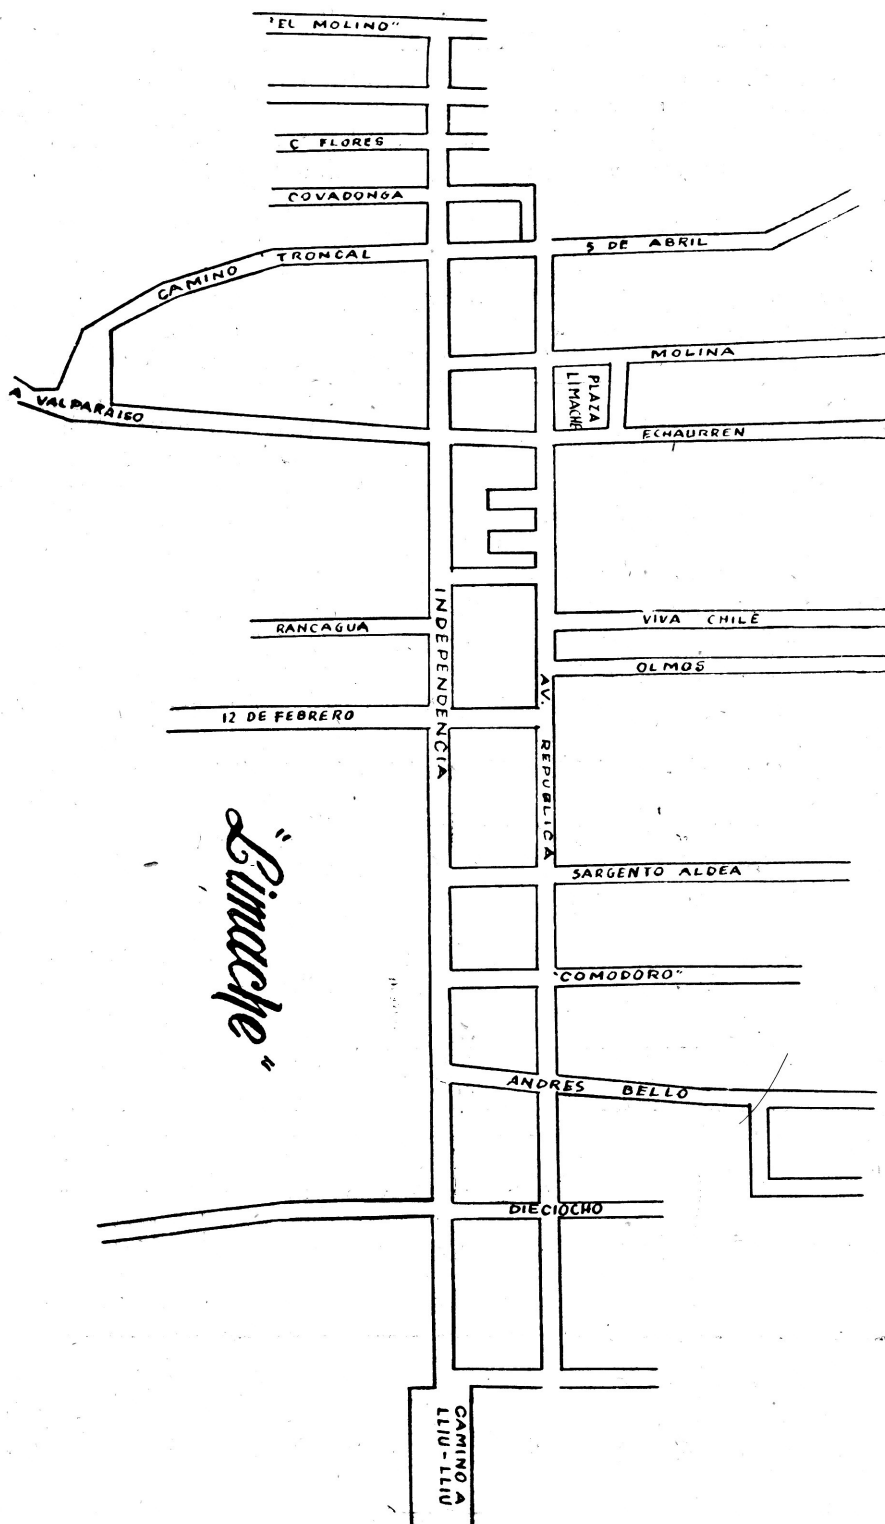 "EL MOLINO"
C FLORES
COVADONGA
CAMINO TRONCAL
5 DE ABRIL
MOLINA
PLAZA
LIMACHE
A VALPARAISO
ECHAURREN
INDEPENDENCIA
RANCAGUA
VIVA CHILE
OLMOS
AV. REPUBLICA
12 DE FEBRERO
"Limache"
SARGENTO ALDEA
"COMODORO"
ANDRES BELLO
DIECIOCHO
CAMINO A
LLIU-LLIU